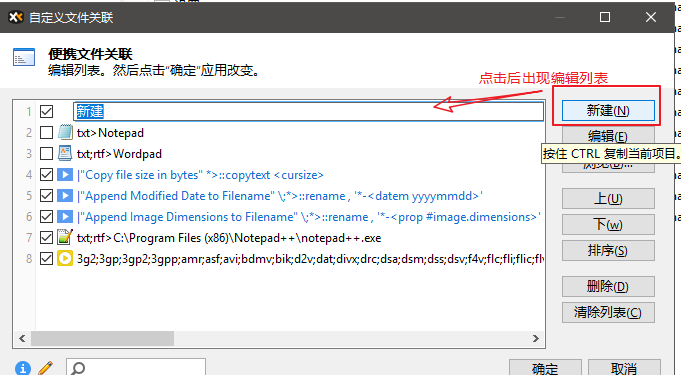 自定义文件关联
便携文件关联
编辑列表。然后点击“确定”应用改变。
点击后出现编辑列表
1 新建
2 txt>Notepad
3 txt;rtf>Wordpad
4 |"Copy file size in bytes" *>::copytext <cursize>
5 |"Append Modified Date to Filename" \;*>::rename , '*-<datem yyyymmdd>'
6 |"Append Image Dimensions to Filename" \;*>::rename , '*-<prop #image.dimensions>'
7 txt;rtf>C:\Program Files (x86)\Notepad++\notepad++.exe
8 3g2;3gp;3gp2;3gpp;amr;asf;avi;bdmv;bik;d2v;dat;divx;drc;dsa;dsm;dss;dsv;f4v;flc;fli;flic;flv
新建(N)
编辑(E)
按住 CTRL 复制当前项目。
上(U)
下(w)
排序(S)
删除(D)
清除列表(C)
确定
取消